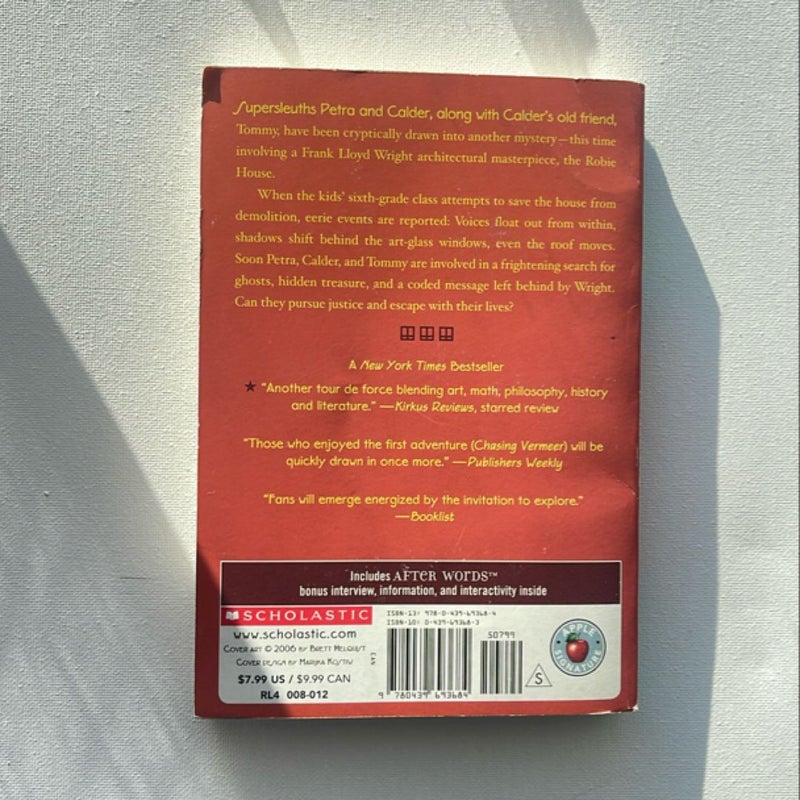 Supersleuths Petra and Calder, along with Calder's old friend,
Tommy, have been cryptically drawn into another mystery—this time
involving a Frank Lloyd Wright architectural masterpiece, the Robie
House.
When the kids' sixth-grade class attempts to save the house from
demolition, eerie events are reported: Voices float out from within,
shadows shift behind the art-glass windows, even the roof moves.
Soon Petra, Calder, and Tommy are involved in a frightening search for
ghosts, hidden treasure, and a coded message left behind by Wright.
Can they pursue justice and escape with their lives?
A New York Times Bestseller
★ "Another tour de force blending art, math, philosophy, history
and literature." —Kirkus Reviews, starred review
"Those who enjoyed the first adventure (Chasing Vermeer) will be
quickly drawn in once more." —Publishers Weekly
"Fans will emerge energized by the invitation to explore."
—Booklist
Includes AFTER WORDS™
bonus interview, information, and interactivity inside
SCHOLASTIC
www.scholastic.com
COVER ART © 2006 BY BRETT HELQUIST
COVER DESIGN BY MARIJKA KOSTIW
$7.99 US / $9.99 CAN
RL4 008-012
ISBN-13: 978-0-439-69368-4
ISBN-10: 0-439-69368-3
EAN
50799
9 780439 693684
S
APPLE
SIGNATURE